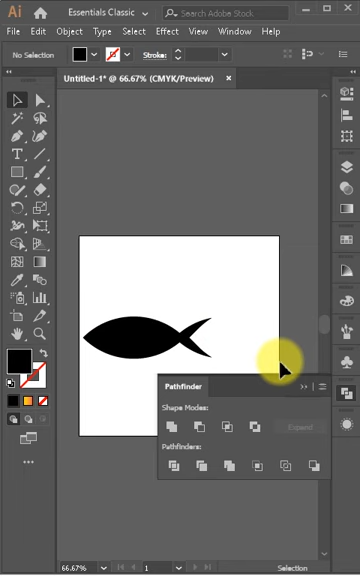 Ai Essentials Classic Search Adobe Stock
File Edit Object Type Select Effect View Window Help
No Selection Stroke:
Untitled-1* @ 66.67% (CMYK/Preview) ×
T
Pathfinder
Shape Modes:
Expand
Pathfinders:
66.67% 1 Selection